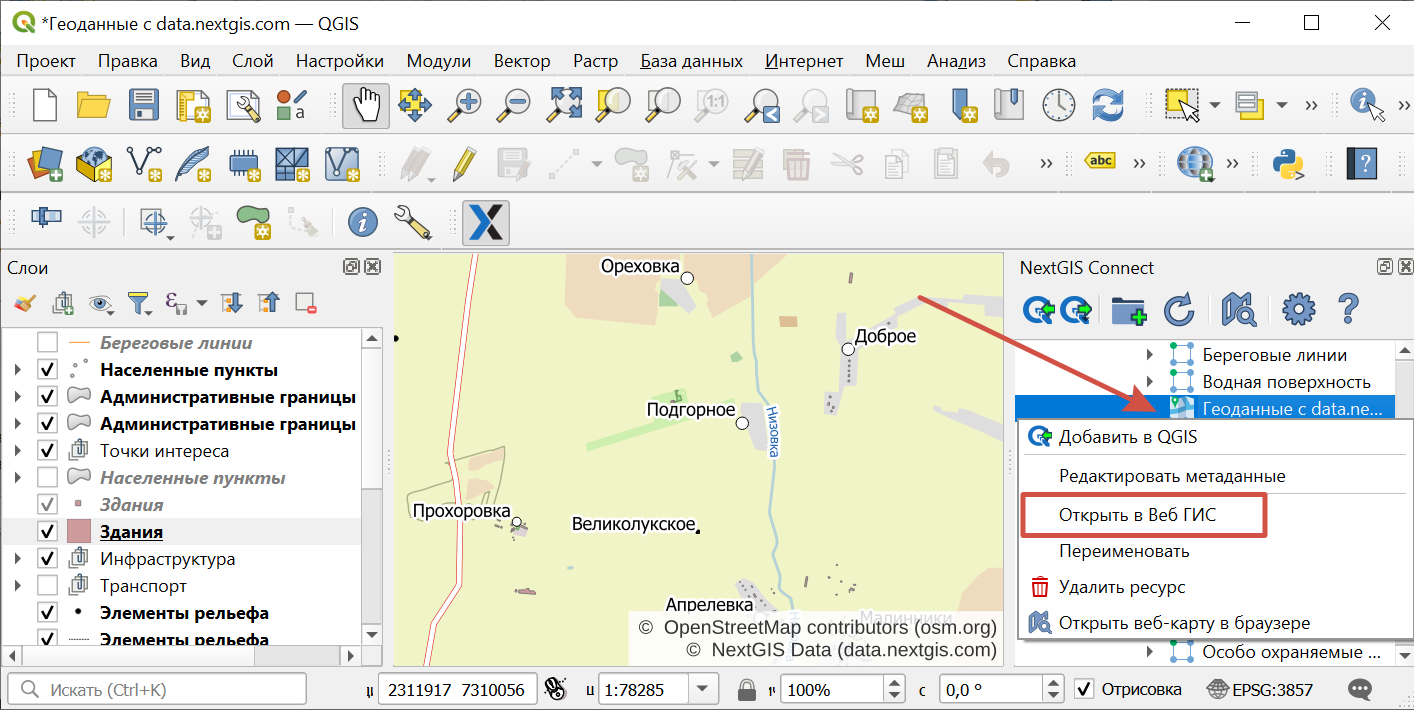 *Геоданные с data.nextgis.com — QGIS
Проект Правка Вид Слой Настройки Модули Вектор Растр База данных Интернет Меш Анализ Справка
a
1:1
»
»
»
abc
»
»
?
Слои
Береговые линии
Населенные пункты
Административные границы
Административные границы
Точки интереса
Населенные пункты
Здания
Здания
Инфраструктура
Транспорт
Элементы рельефа
Элементы рельефа
Ореховка
Доброе
Подгорное
Низовка
Прохоровка
Великолукское
Апрелевка
Малинники
© OpenStreetMap contributors (osm.org)
© NextGIS Data (data.nextgis.com)
NextGIS Connect
?
Береговые линии
Водная поверхность
Геоданные с data.ne...
Добавить в QGIS
Редактировать метаданные
Открыть в Веб ГИС
Переименовать
Удалить ресурс
Открыть веб-карту в браузере
Особо охраняемые ...
Искать (Ctrl+K)
2311917 7310056
1:78285
100%
с
0,0 °
Отрисовка
EPSG:3857